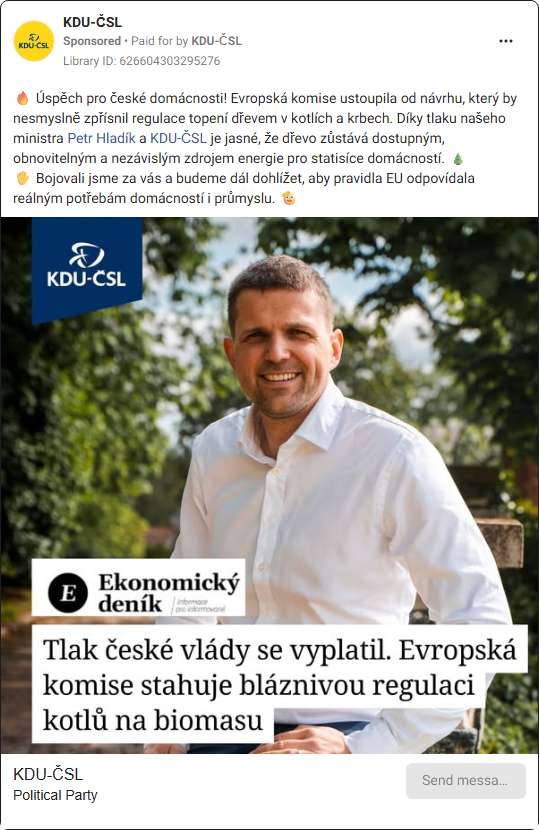 KDU-ČSL
Sponsored • Paid for by KDU-ČSL
Library ID: 626604303295276
🔥 Úspěch pro české domácnosti! Evropská komise ustoupila od návrhu, který by
nesmyslně zpřísnil regulace topení dřevem v kotlích a krbech. Díky tlaku našeho
ministra Petr Hladík a KDU-ČSL je jasné, že dřevo zůstává dostupným,
obnovitelným a nezávislým zdrojem energie pro statisíce domácností. 🌲
✋ Bojovali jsme za vás a budeme dál dohlížet, aby pravidla EU odpovídala
reálným potřebám domácností i průmyslu.
KDU-ČSL
KDU-ČSL
E Ekonomický
deník informace
pro informované
Tlak české vlády se vyplatil. Evropská
komise stahuje bláznivou regulaci
kotlů na biomasu
KDU-ČSL
Send messa...
Political Party